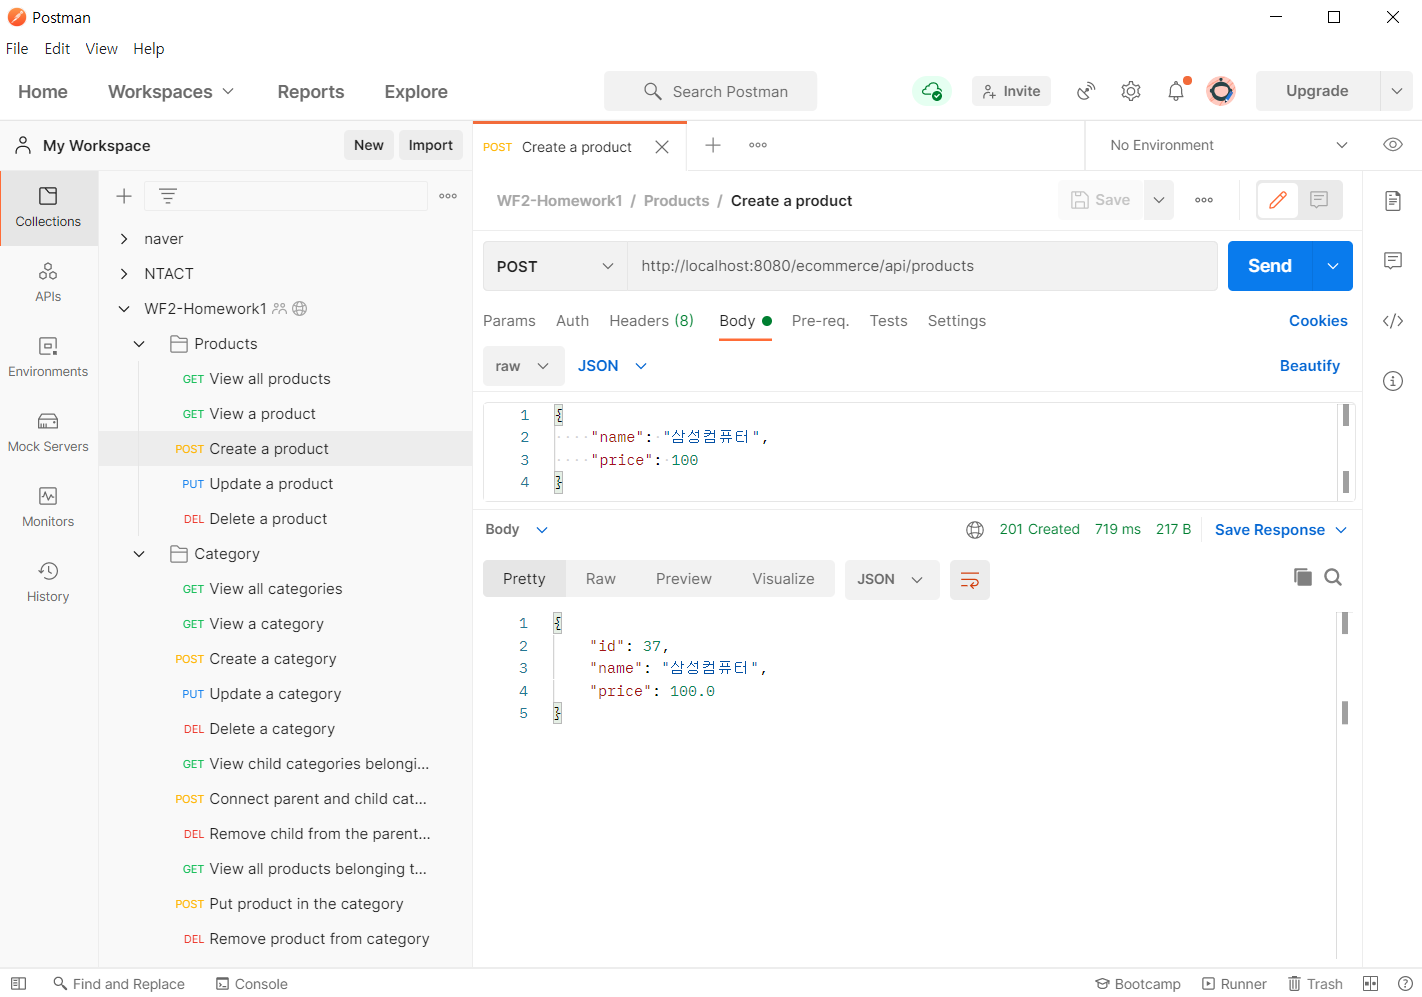 Postman
File Edit View Help
Home Workspaces Reports Explore Search Postman Invite Upgrade
My Workspace New Import
POST Create a product
No Environment
Collections
APIs
Environments
Mock Servers
Monitors
History
naver
NTACT
WF2-Homework1
Products
GET View all products
GET View a product
POST Create a product
PUT Update a product
DEL Delete a product
Category
GET View all categories
GET View a category
POST Create a category
PUT Update a category
DEL Delete a category
GET View child categories belongi...
POST Connect parent and child cat...
DEL Remove child from the parent...
GET View all products belonging t...
POST Put product in the category
DEL Remove product from category
WF2-Homework1 / Products / Create a product Save
POST http://localhost:8080/ecommerce/api/products Send
Params Auth Headers (8) Body Pre-req. Tests Settings Cookies
raw JSON Beautify
1 {
2 "name": "삼성컴퓨터",
3 "price": 100
4 }
Body 201 Created 719 ms 217 B Save Response
Pretty Raw Preview Visualize JSON
1 {
2 "id": 37,
3 "name": "삼성컴퓨터",
4 "price": 100.0
5 }
Find and Replace Console Bootcamp Runner Trash